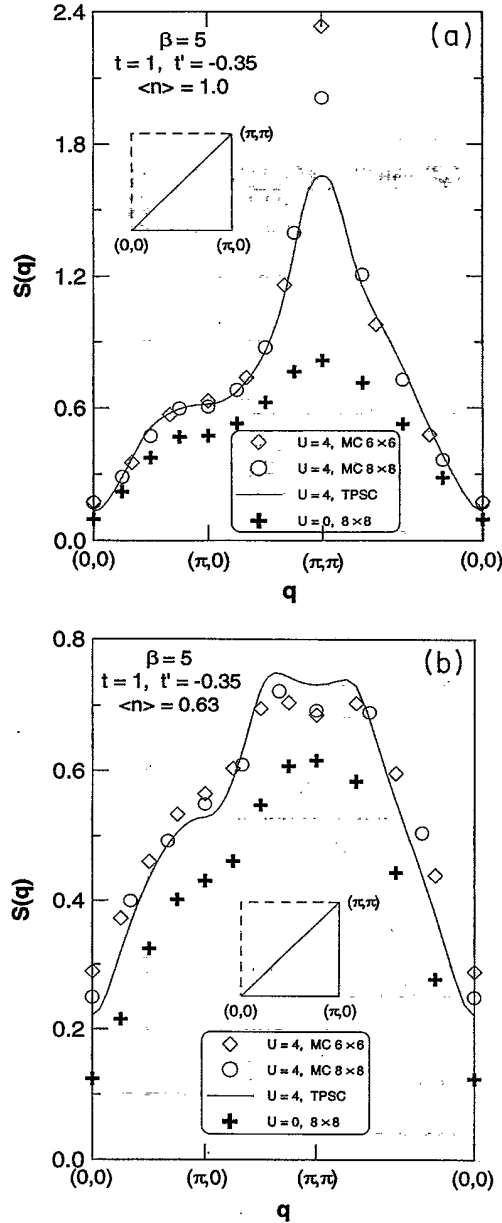 (a)
β = 5
t = 1, t' = -0.35
<n> = 1.0
(π,π)
(0,0) (π,0)
S(q)
2.4
1.8
1.2
0.6
0.0
U = 4, MC 6×6
U = 4, MC 8×8
U = 4, TPSC
U = 0, 8×8
(0,0) (π,0) (π,π) (0,0)
q
(b)
β = 5
t = 1, t' = -0.35
<n> = 0.63
S(q)
0.8
0.6
0.4
0.2
0.0
(π,π)
(0,0) (π,0)
U = 4, MC 6×6
U = 4, MC 8×8
U = 4, TPSC
U = 0, 8×8
(0,0) (π,0) (π,π) (0,0)
q